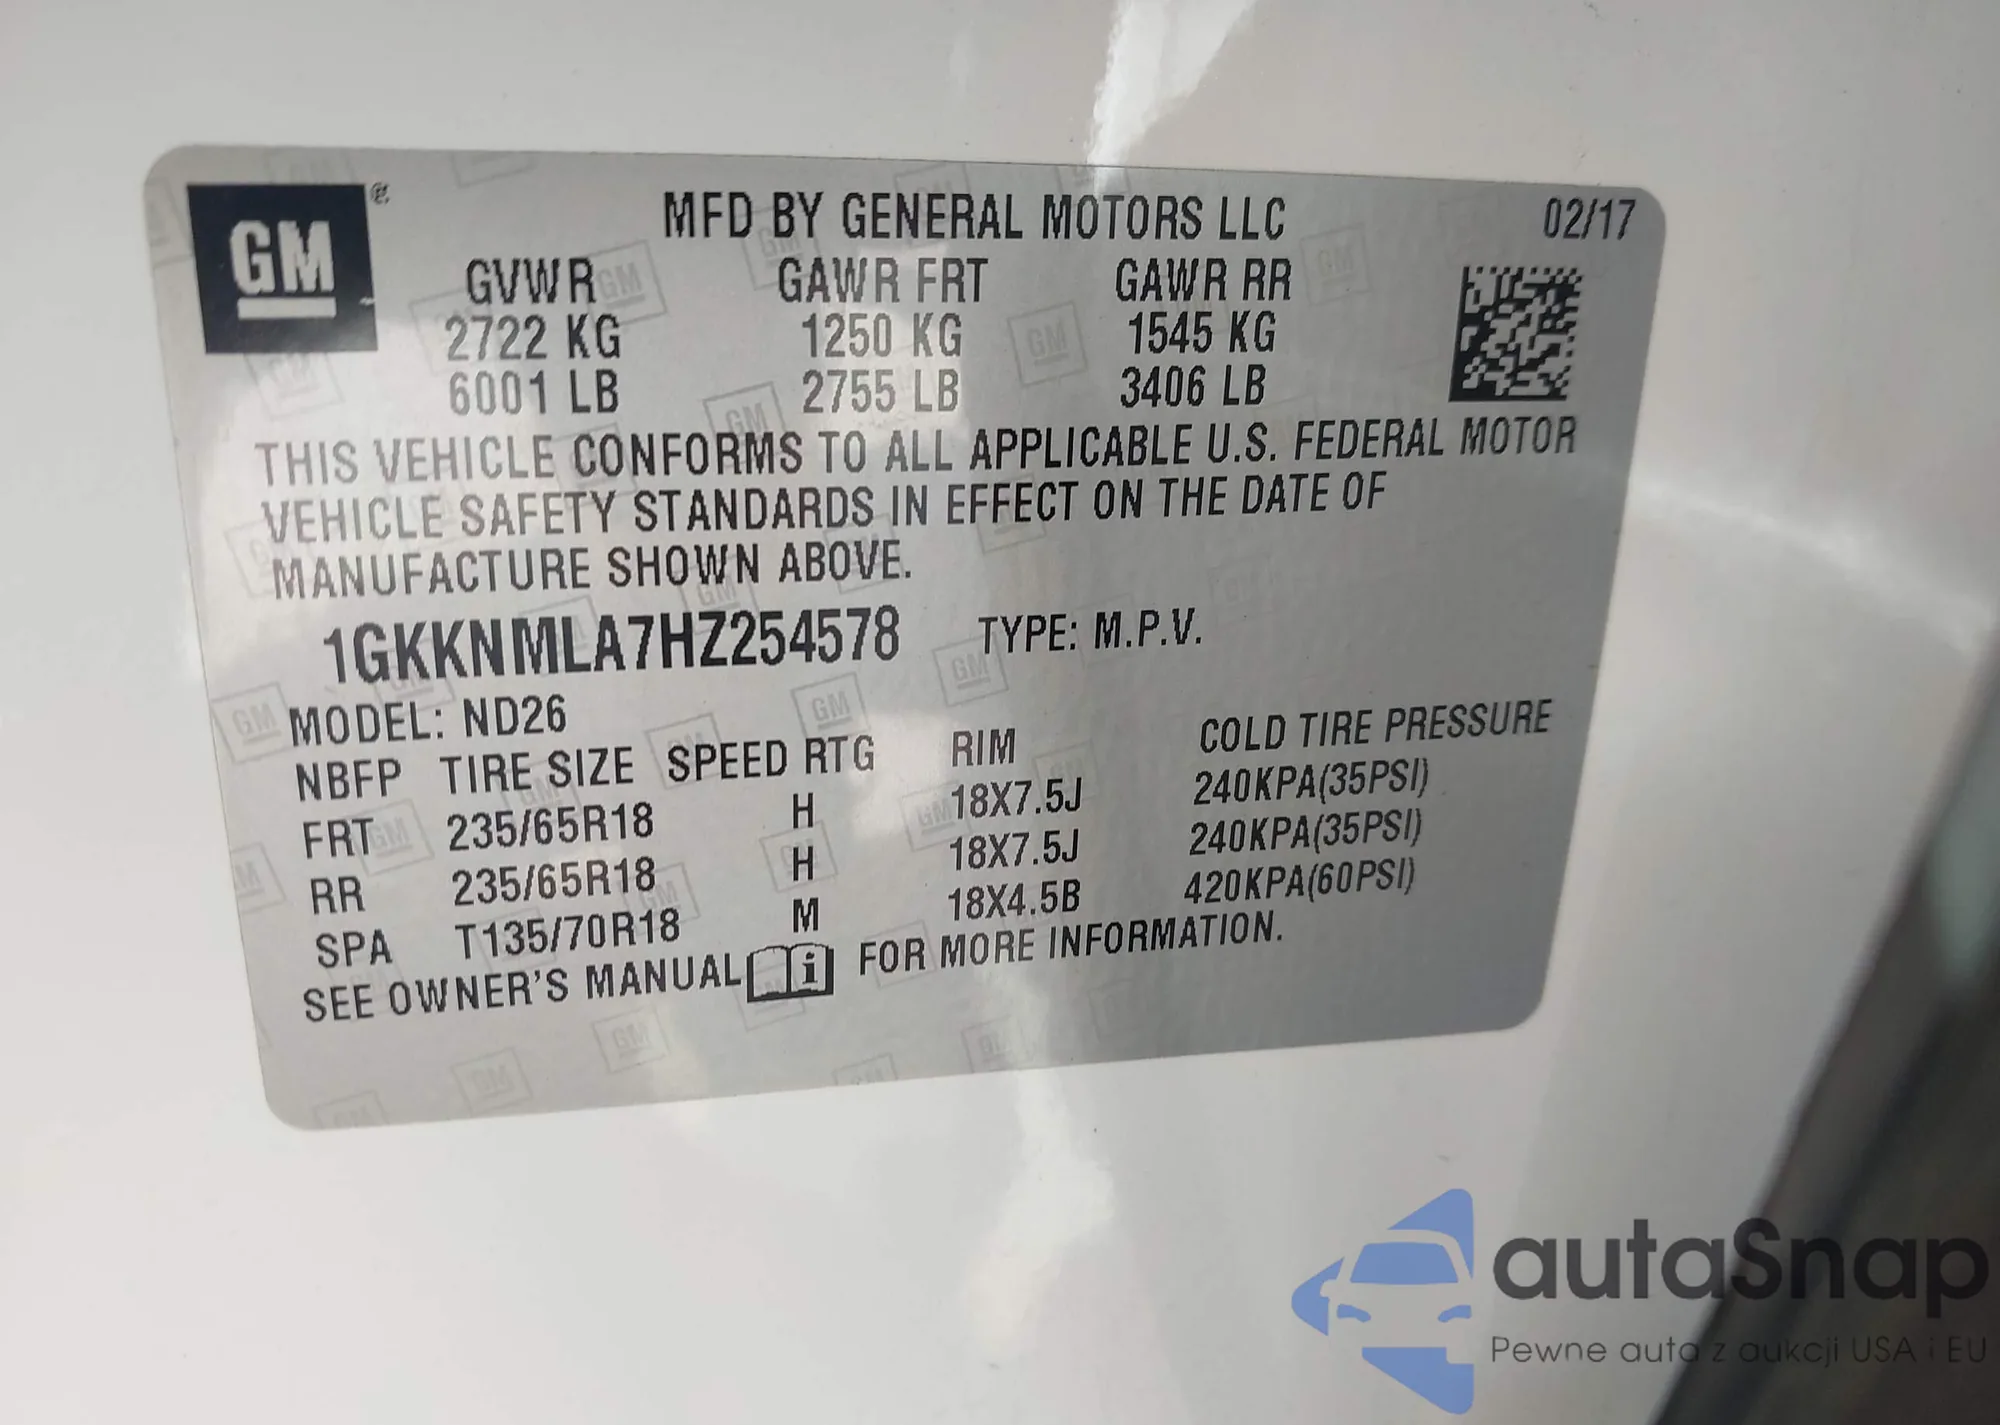 GM
MFD BY GENERAL MOTORS LLC 02/17
GVWR GAWR FRT GAWR RR
2722 KG 1250 KG 1545 KG
6001 LB 2755 LB 3406 LB
THIS VEHICLE CONFORMS TO ALL APPLICABLE U.S. FEDERAL MOTOR
VEHICLE SAFETY STANDARDS IN EFFECT ON THE DATE OF
MANUFACTURE SHOWN ABOVE.
1GKKNMLA7HZ254578 TYPE: M.P.V.
MODEL: ND26
NBFP TIRE SIZE SPEED RTG RIM COLD TIRE PRESSURE
FRT 235/65R18 H 18X7.5J 240KPA(35PSI)
RR 235/65R18 H 18X7.5J 240KPA(35PSI)
SPA T135/70R18 M 18X4.5B 420KPA(60PSI)
SEE OWNER'S MANUAL i FOR MORE INFORMATION.
autaSnap
Pewne auta z aukcji USA i EU